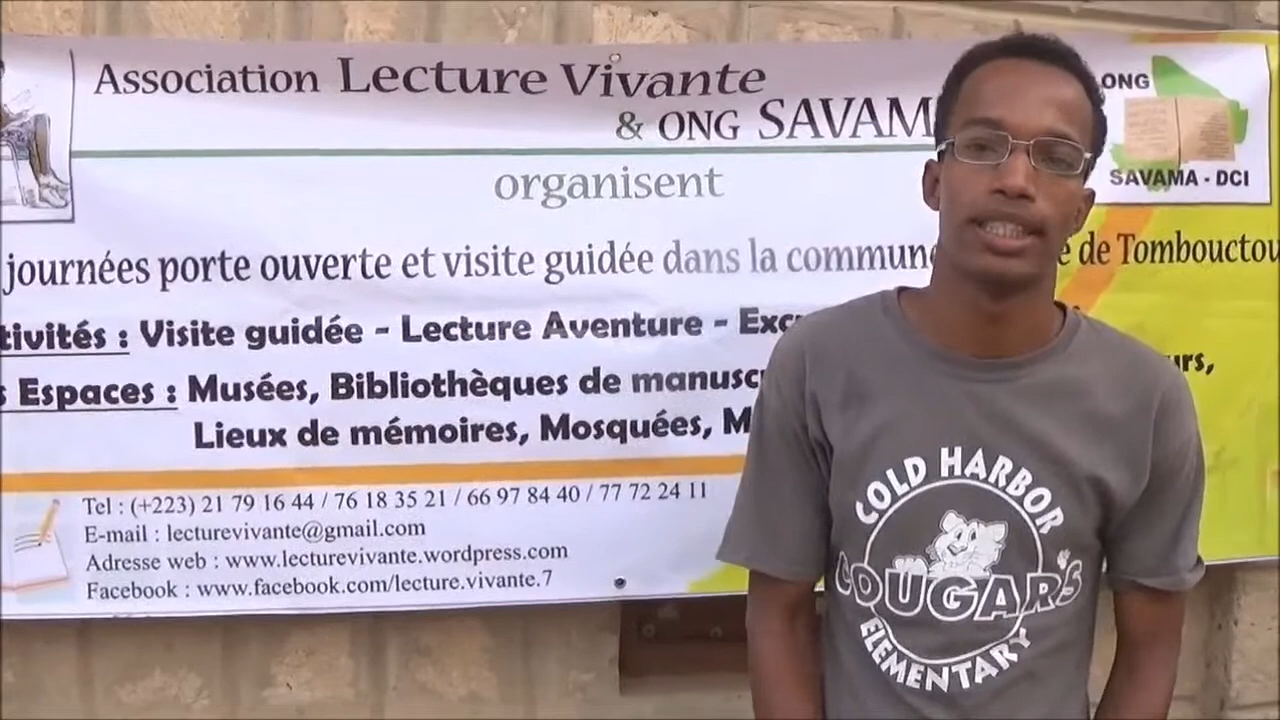 Association Lecture Vivante
& ONG SAVAM
organisent
journées porte ouverte et visite guidée dans la commun de Tombouctou
tivités : Visite guidée - Lecture Aventure - Exc
s Espaces : Musées, Bibliothèques de manusc urs,
Lieux de mémoires, Mosquées, M
Tel : (+223) 21 79 16 44 / 76 18 35 21 / 66 97 84 40 / 77 72 24 11
E-mail : lecturevivante@gmail.com
Adresse web : www.lecturevivante.wordpress.com
Facebook : www.facebook.com/lecture.vivante.7
ONG
SAVAMA - DCI
COLD HARBOR
COUGARS
ELEMENTARY